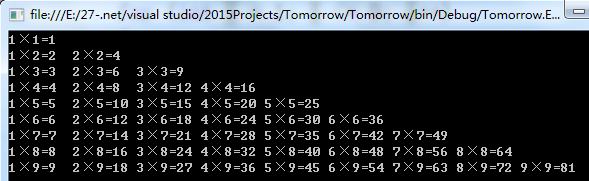 file:///E:/27-.net/visual studio/2015Projects/Tomorrow/Tomorrow/bin/Debug/Tomorrow.E...
1×1=1
1×2=2 2×2=4
1×3=3 2×3=6 3×3=9
1×4=4 2×4=8 3×4=12 4×4=16
1×5=5 2×5=10 3×5=15 4×5=20 5×5=25
1×6=6 2×6=12 3×6=18 4×6=24 5×6=30 6×6=36
1×7=7 2×7=14 3×7=21 4×7=28 5×7=35 6×7=42 7×7=49
1×8=8 2×8=16 3×8=24 4×8=32 5×8=40 6×8=48 7×8=56 8×8=64
1×9=9 2×9=18 3×9=27 4×9=36 5×9=45 6×9=54 7×9=63 8×9=72 9×9=81